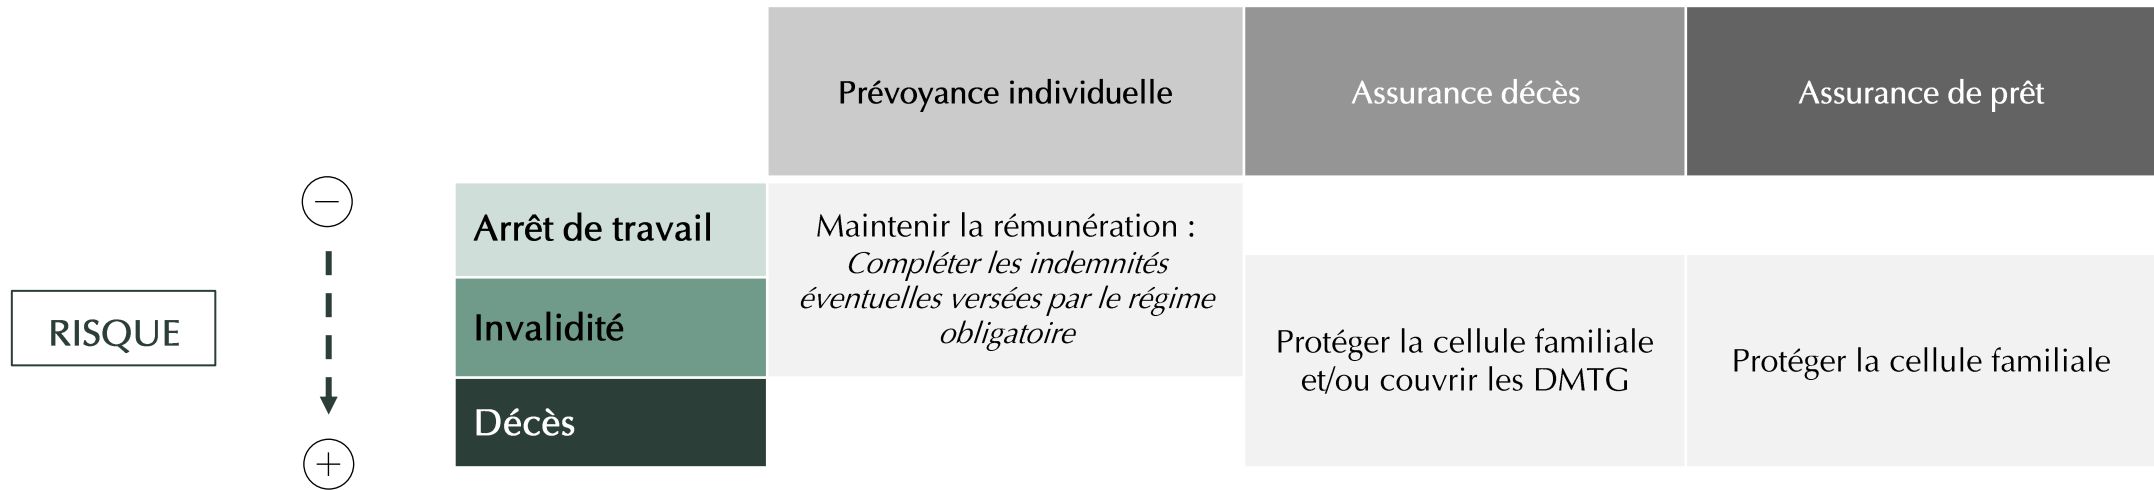 Prévoyance individuelle
Assurance décès
Assurance de prêt
RISQUE
Arrêt de travail
Invalidité
Décès
Maintenir la rémunération :
Compléter les indemnités
éventuelles versées par le régime
obligatoire
Protéger la cellule familiale
et/ou couvrir les DMTG
Protéger la cellule familiale